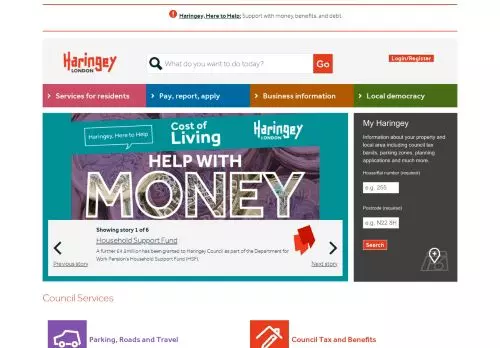 Haringey, Here to Help: Support with money, benefits, and debt.
Haringey
LONDON
What do you want to do today?
Go
Login/Register
Services for residents
Pay, report, apply
Business information
Local democracy
Haringey, Here to Help
Cost of
Living
Haringey
LONDON
HELP WITH
MONEY
Showing story 1 of 6
Household Support Fund
A further £4.8million has been granted to Haringey Council as part of the Department for
Work Pension's Household Support Fund (HSF).
Previous story
Next story
My Haringey
Information about your property and
local area including council tax
bands, parking zones, planning
applications and much more.
House/flat number (required)
e.g. 255
Postcode (required)
e.g. N22 8H
Search
Council Services
Parking, Roads and Travel
Council Tax and Benefits